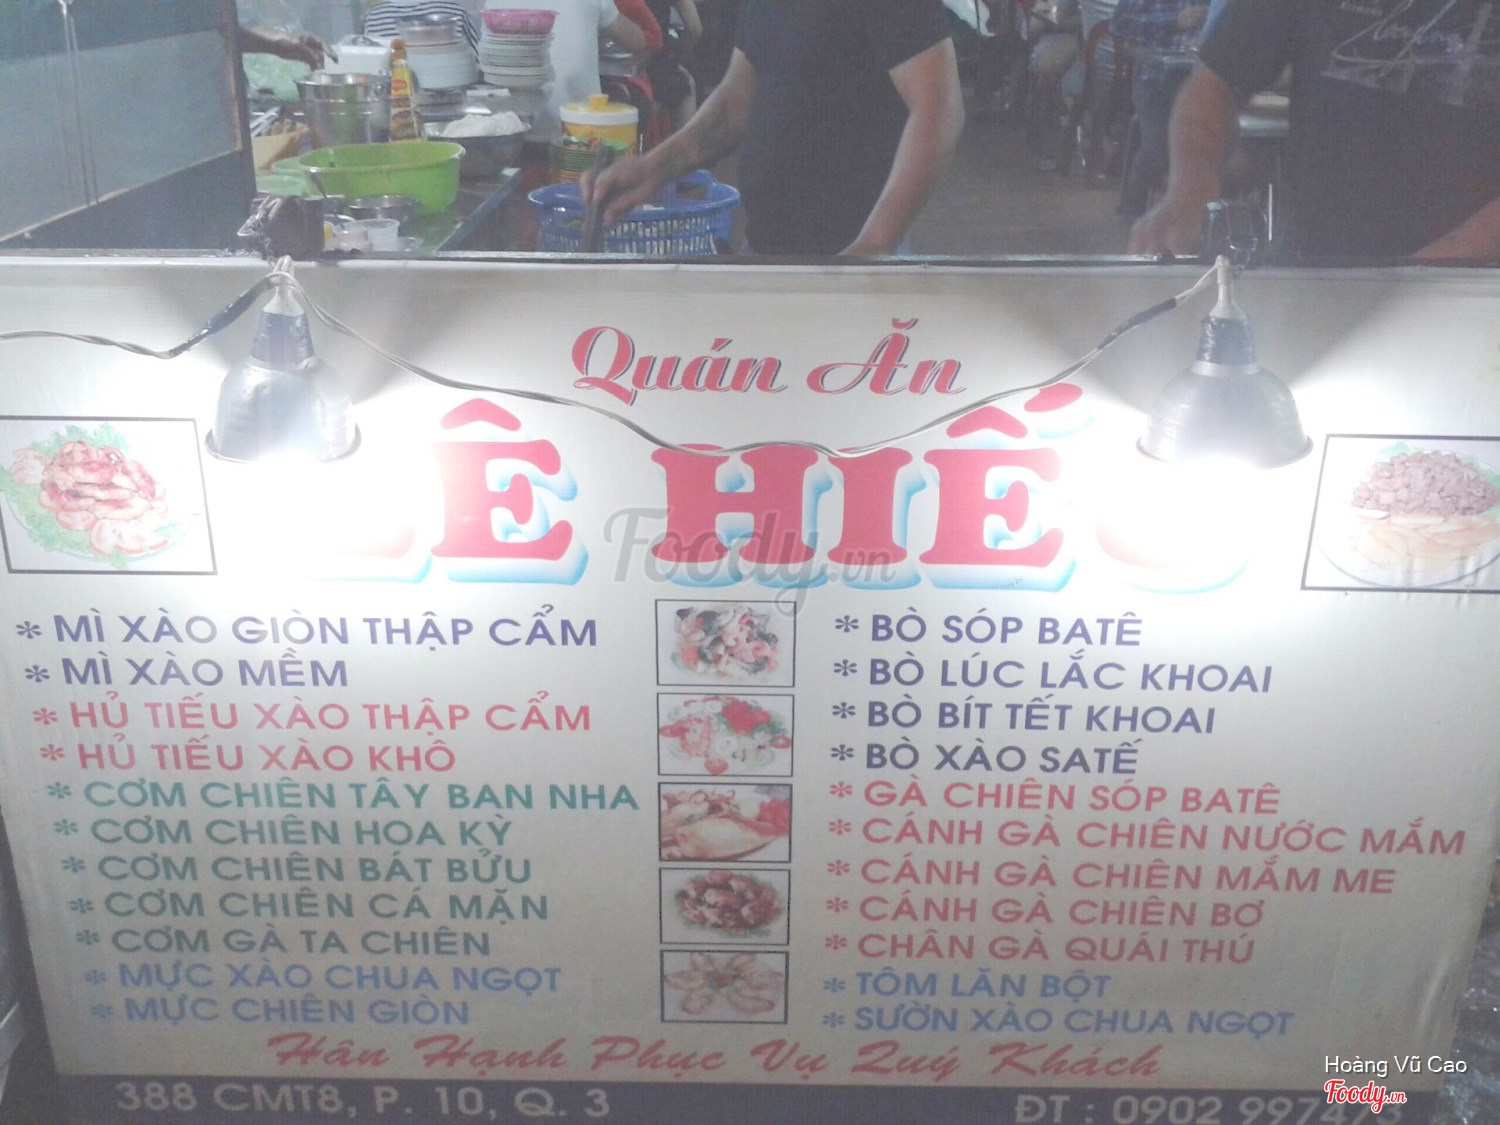 Quán Ăn
* MÌ XÀO GIÒN THẬP CẨM
* MÌ XÀO MỀM
* HỦ TIẾU XÀO THẬP CẨM
* HỦ TIẾU XÀO KHÔ
* CƠM CHIÊN TÂY BAN NHA
* CƠM CHIÊN HOA KỲ
* CƠM CHIÊN BÁT BỬU
* CƠM CHIÊN CÁ MẶN
* CƠM GÀ TA CHIÊN
* MỰC XÀO CHUA NGỌT
* MỰC CHIÊN GIÒN
* BÒ SÓP BATÊ
* BÒ LÚC LẮC KHOAI
* BÒ BÍT TẾT KHOAI
* BÒ XÀO SATẾ
* GÀ CHIÊN SÓP BATÊ
* CÁNH GÀ CHIÊN NƯỚC MẮM
* CÁNH GÀ CHIÊN MẮM ME
* CÁNH GÀ CHIÊN BƠ
* CHÂN GÀ QUÁI THÚ
* TÔM LĂN BỘT
* SƯỜN XÀO CHUA NGỌT
Hân Hạnh Phục Vụ Quý Khách
388 CMT8, P. 10, Q. 3
ĐT : 0902
Foody.vn
Hoàng Vũ Cao
Foody.vn